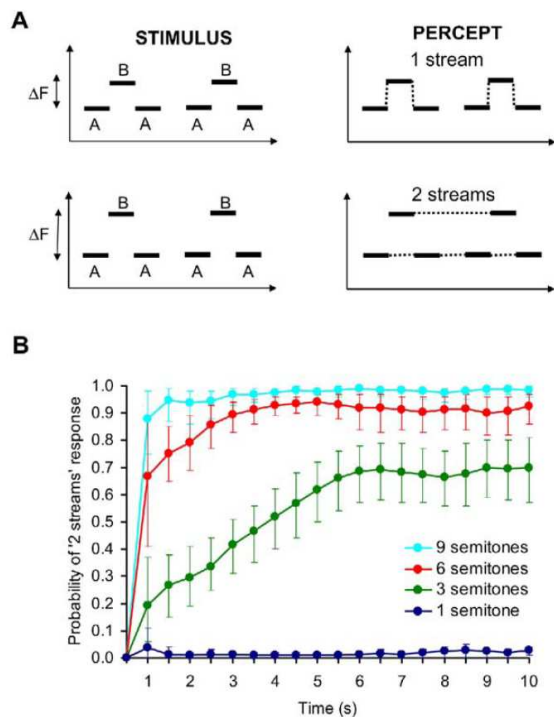 A
STIMULUS
PERCEPT
B B
ΔF
A A A A
1 stream
B B
ΔF
A A A A
2 streams
B
Probability of '2 streams' response
1.0
0.9
0.8
0.7
0.6
0.5
0.4
0.3
0.2
0.1
0.0
9 semitones
6 semitones
3 semitones
1 semitone
1 2 3 4 5 6 7 8 9 10
Time (s)